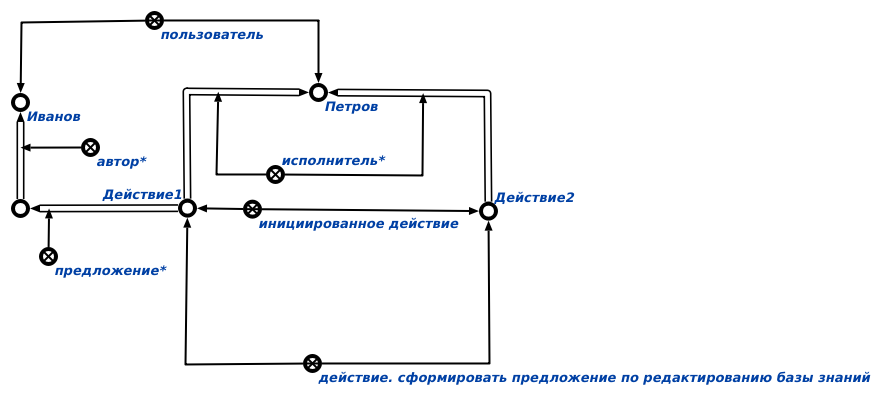 пользователь
Петров
Иванов
автор*
исполнитель*
Действие1
Действие2
инициированное действие
предложение*
действие. сформировать предложение по редактированию базы знаний